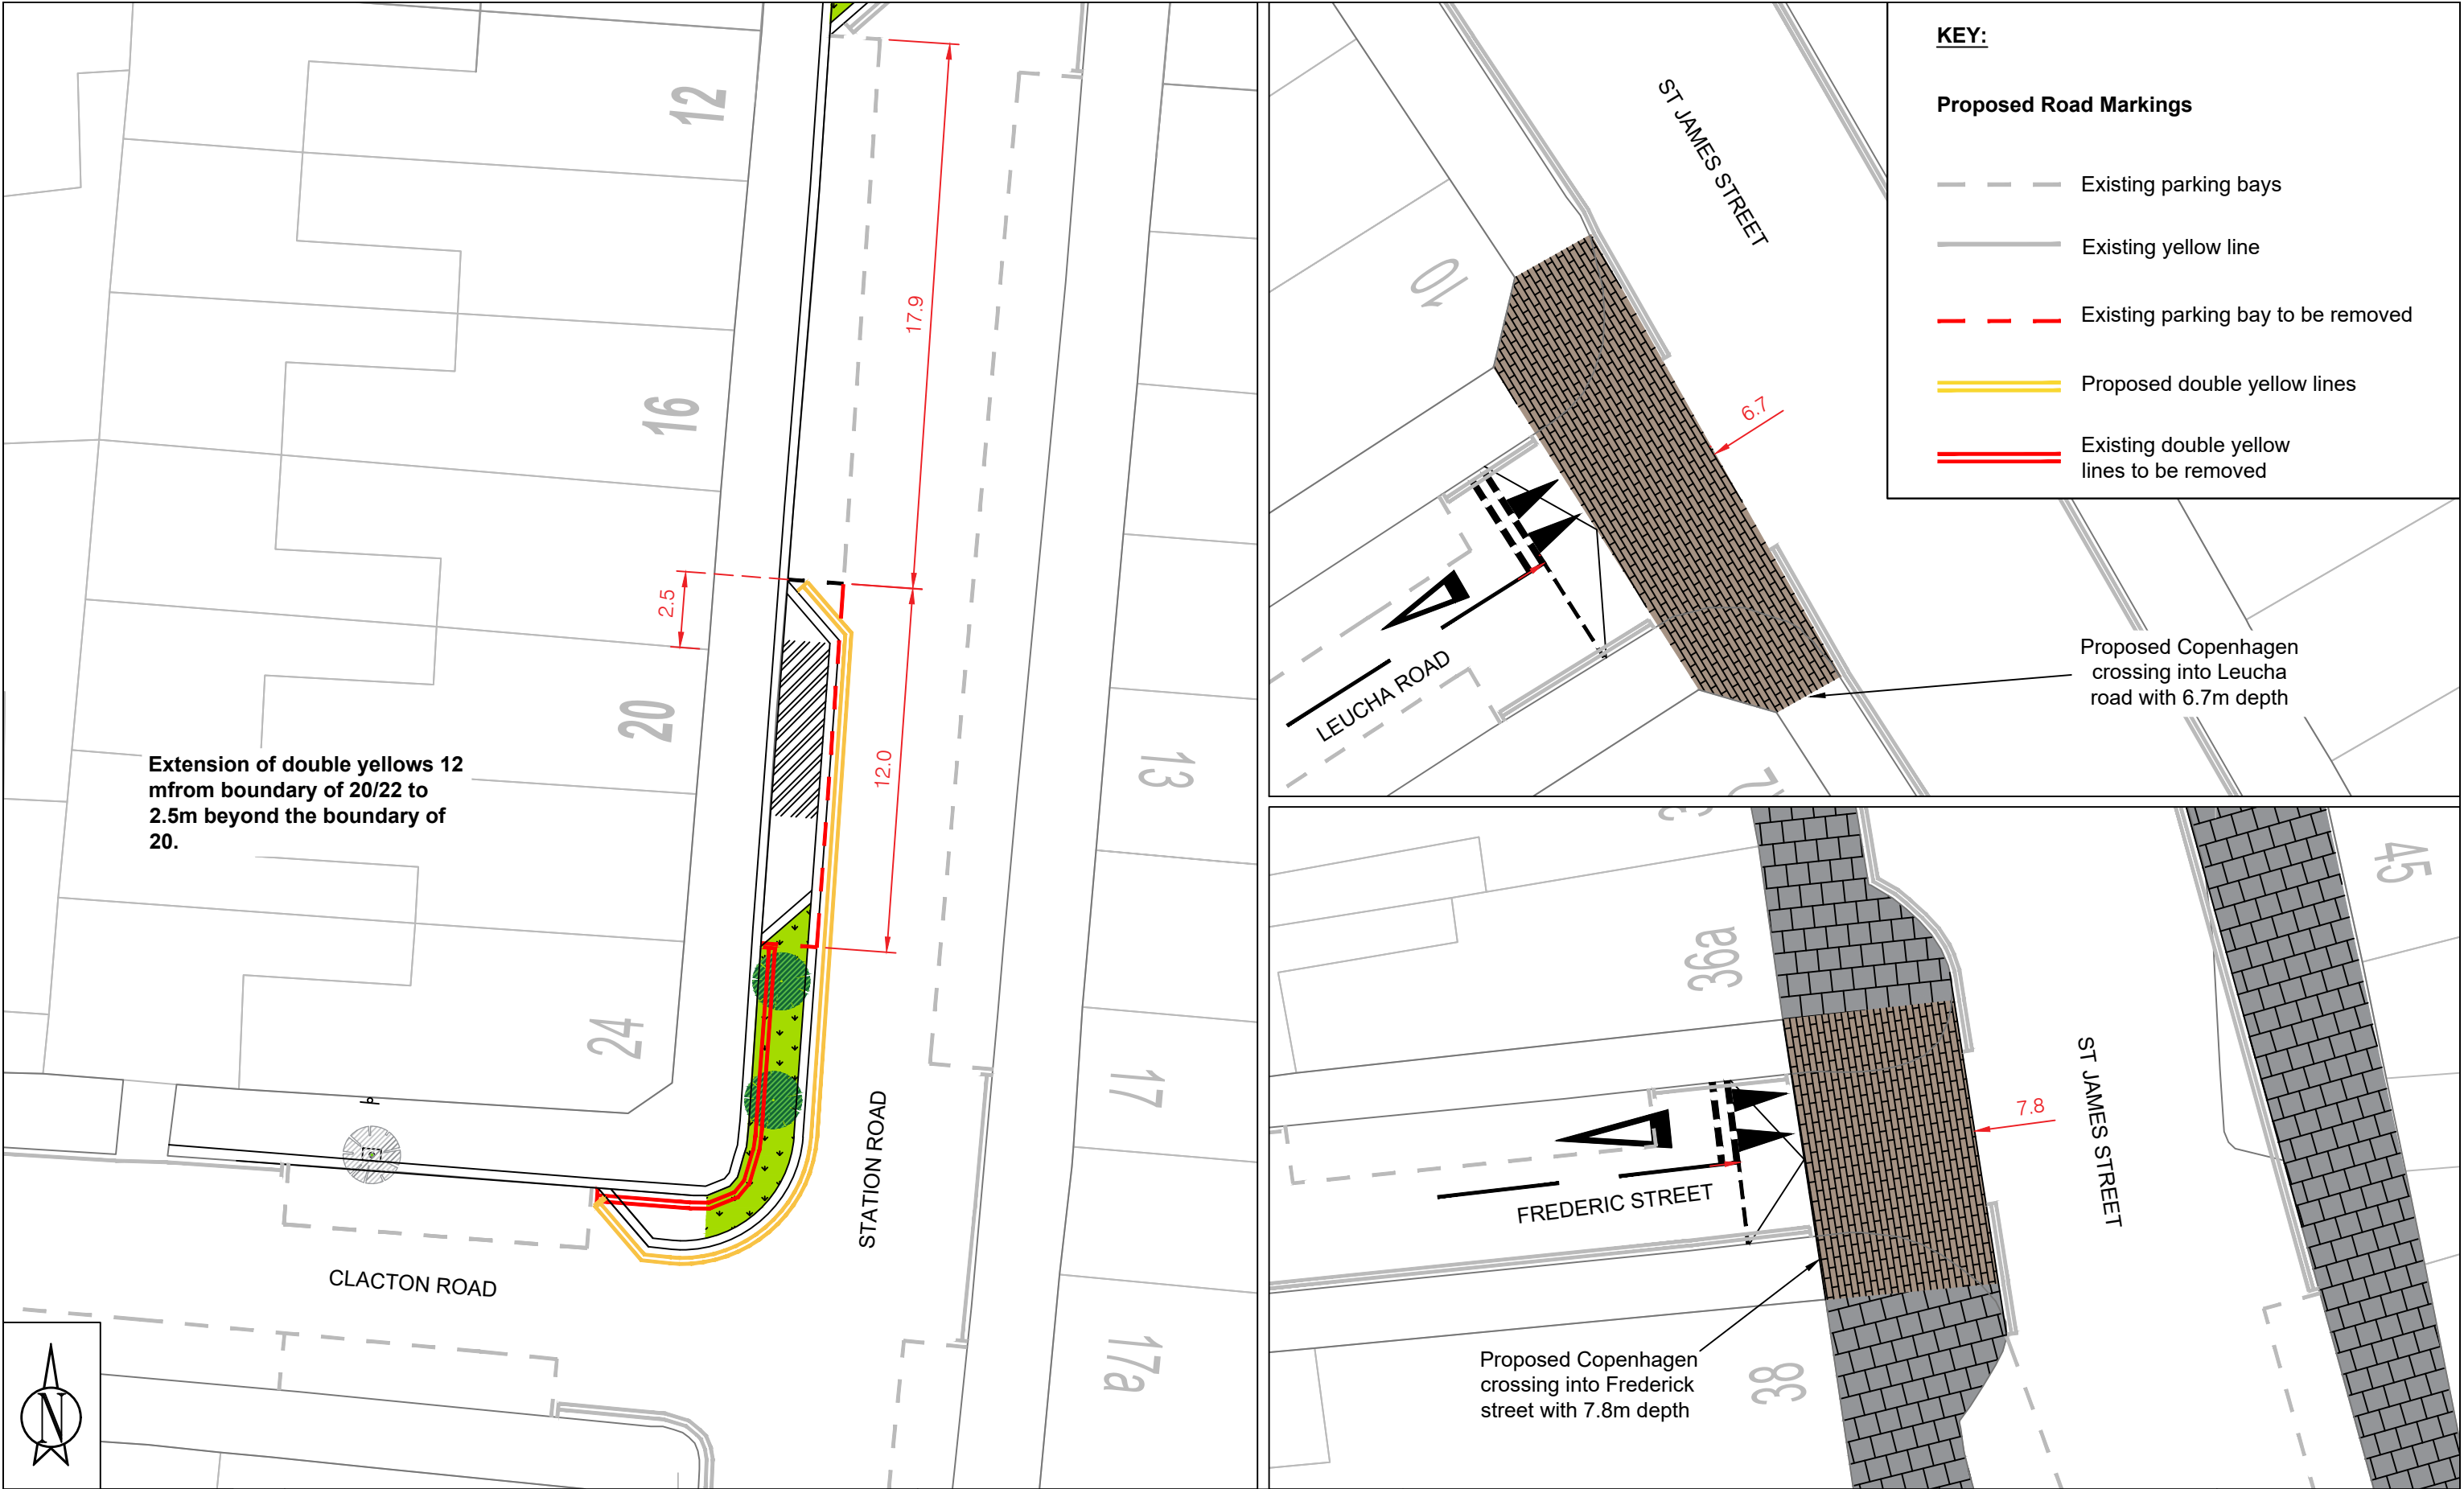 12
16
20
24
17.9
2.5
12.0
13
17
17a
Extension of double yellows 12
mfrom boundary of 20/22 to
2.5m beyond the boundary of
20.
STATION ROAD
CLACTON ROAD
N
ST JAMES STREET
10
6.7
LEUCHA ROAD
Proposed Copenhagen
crossing into Leucha
road with 6.7m depth
KEY:
Proposed Road Markings
Existing parking bays
Existing yellow line
Existing parking bay to be removed
Proposed double yellow lines
Existing double yellow
lines to be removed
36a
45
7.8
ST JAMES STREET
FREDERIC STREET
38
Proposed Copenhagen
crossing into Frederick
street with 7.8m depth